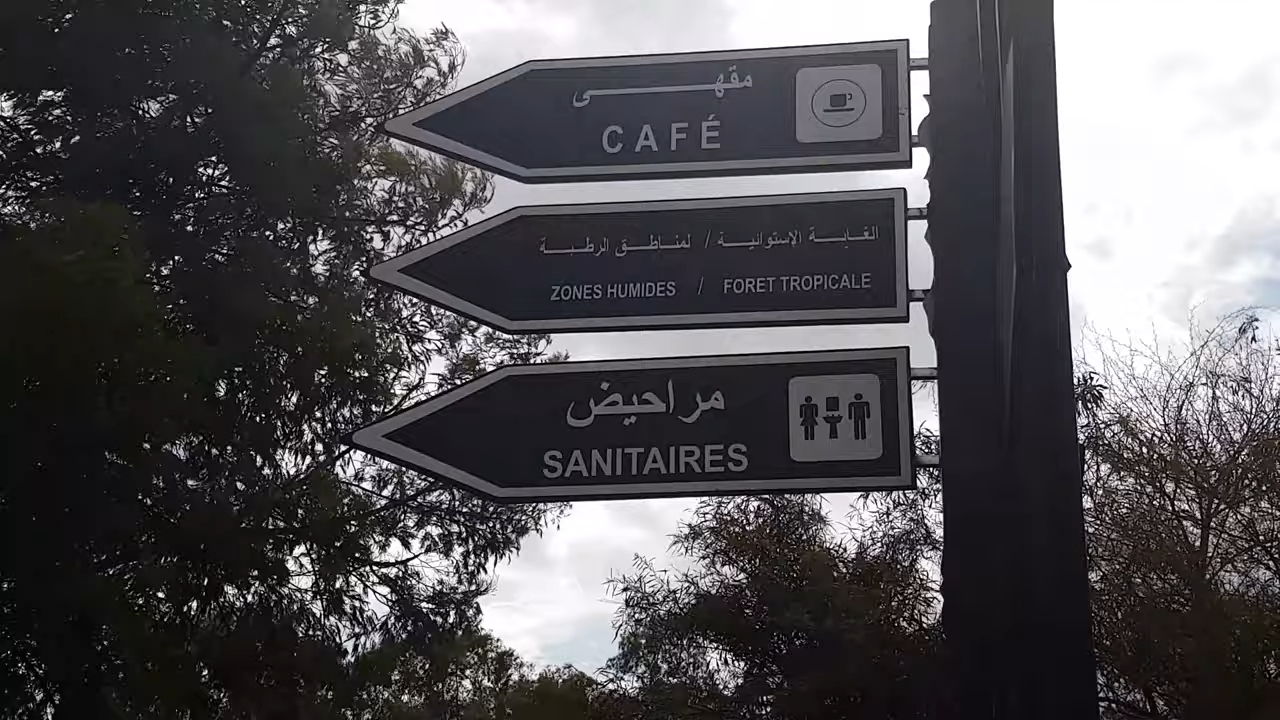 مقهى
CAFÉ
الغابة الإستوائية / لمناطق الرطبة
ZONES HUMIDES / FORET TROPICALE
مراحيض
SANITAIRES